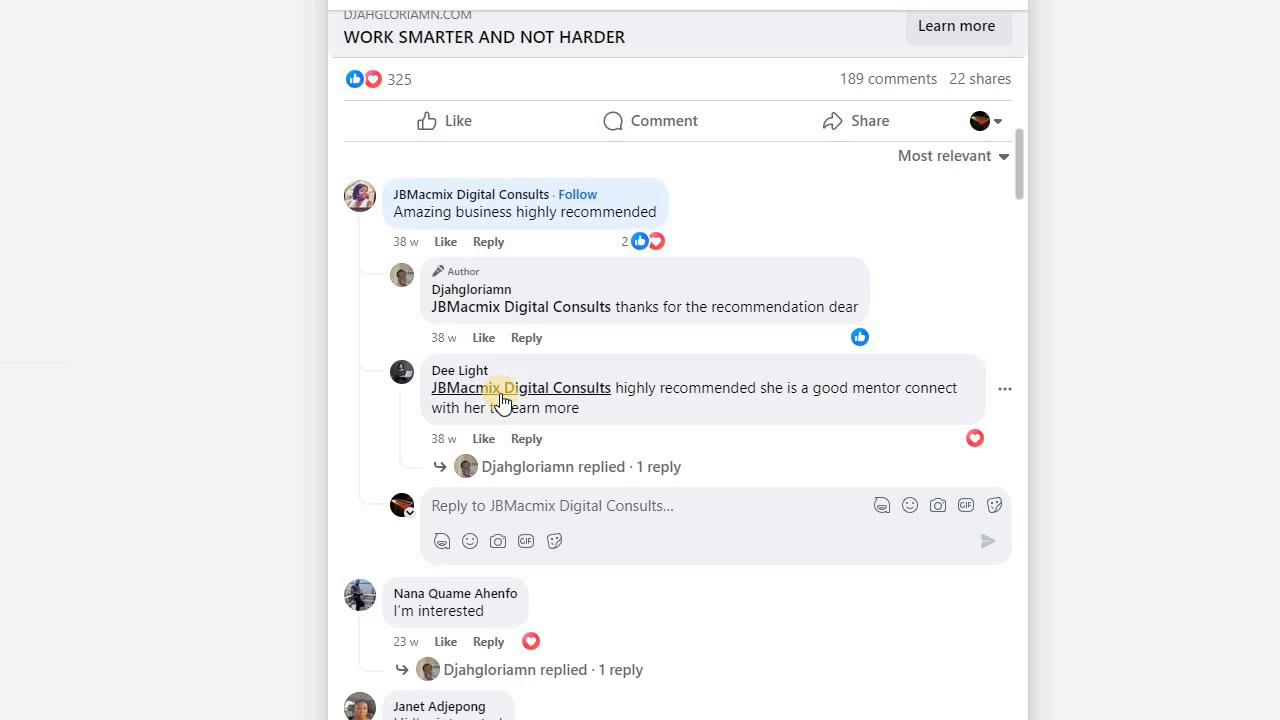 DJAHGLORIAMN.COM
WORK SMARTER AND NOT HARDER
Learn more
325
189 comments 22 shares
Like
Comment
Share
Most relevant
JBMacmix Digital Consults · Follow
Amazing business highly recommended
38 w Like Reply 2
Author
Djahgloriamn
JBMacmix Digital Consults thanks for the recommendation dear
38 w Like Reply
Dee Light
JBMacmix Digital Consults highly recommended she is a good mentor connect
with her learn more
38 w Like Reply
Djahgloriamn replied · 1 reply
Reply to JBMacmix Digital Consults...
GIF
GIF
Nana Quame Ahenfo
I'm interested
23 w Like Reply
Djahgloriamn replied · 1 reply
Janet Adjepong